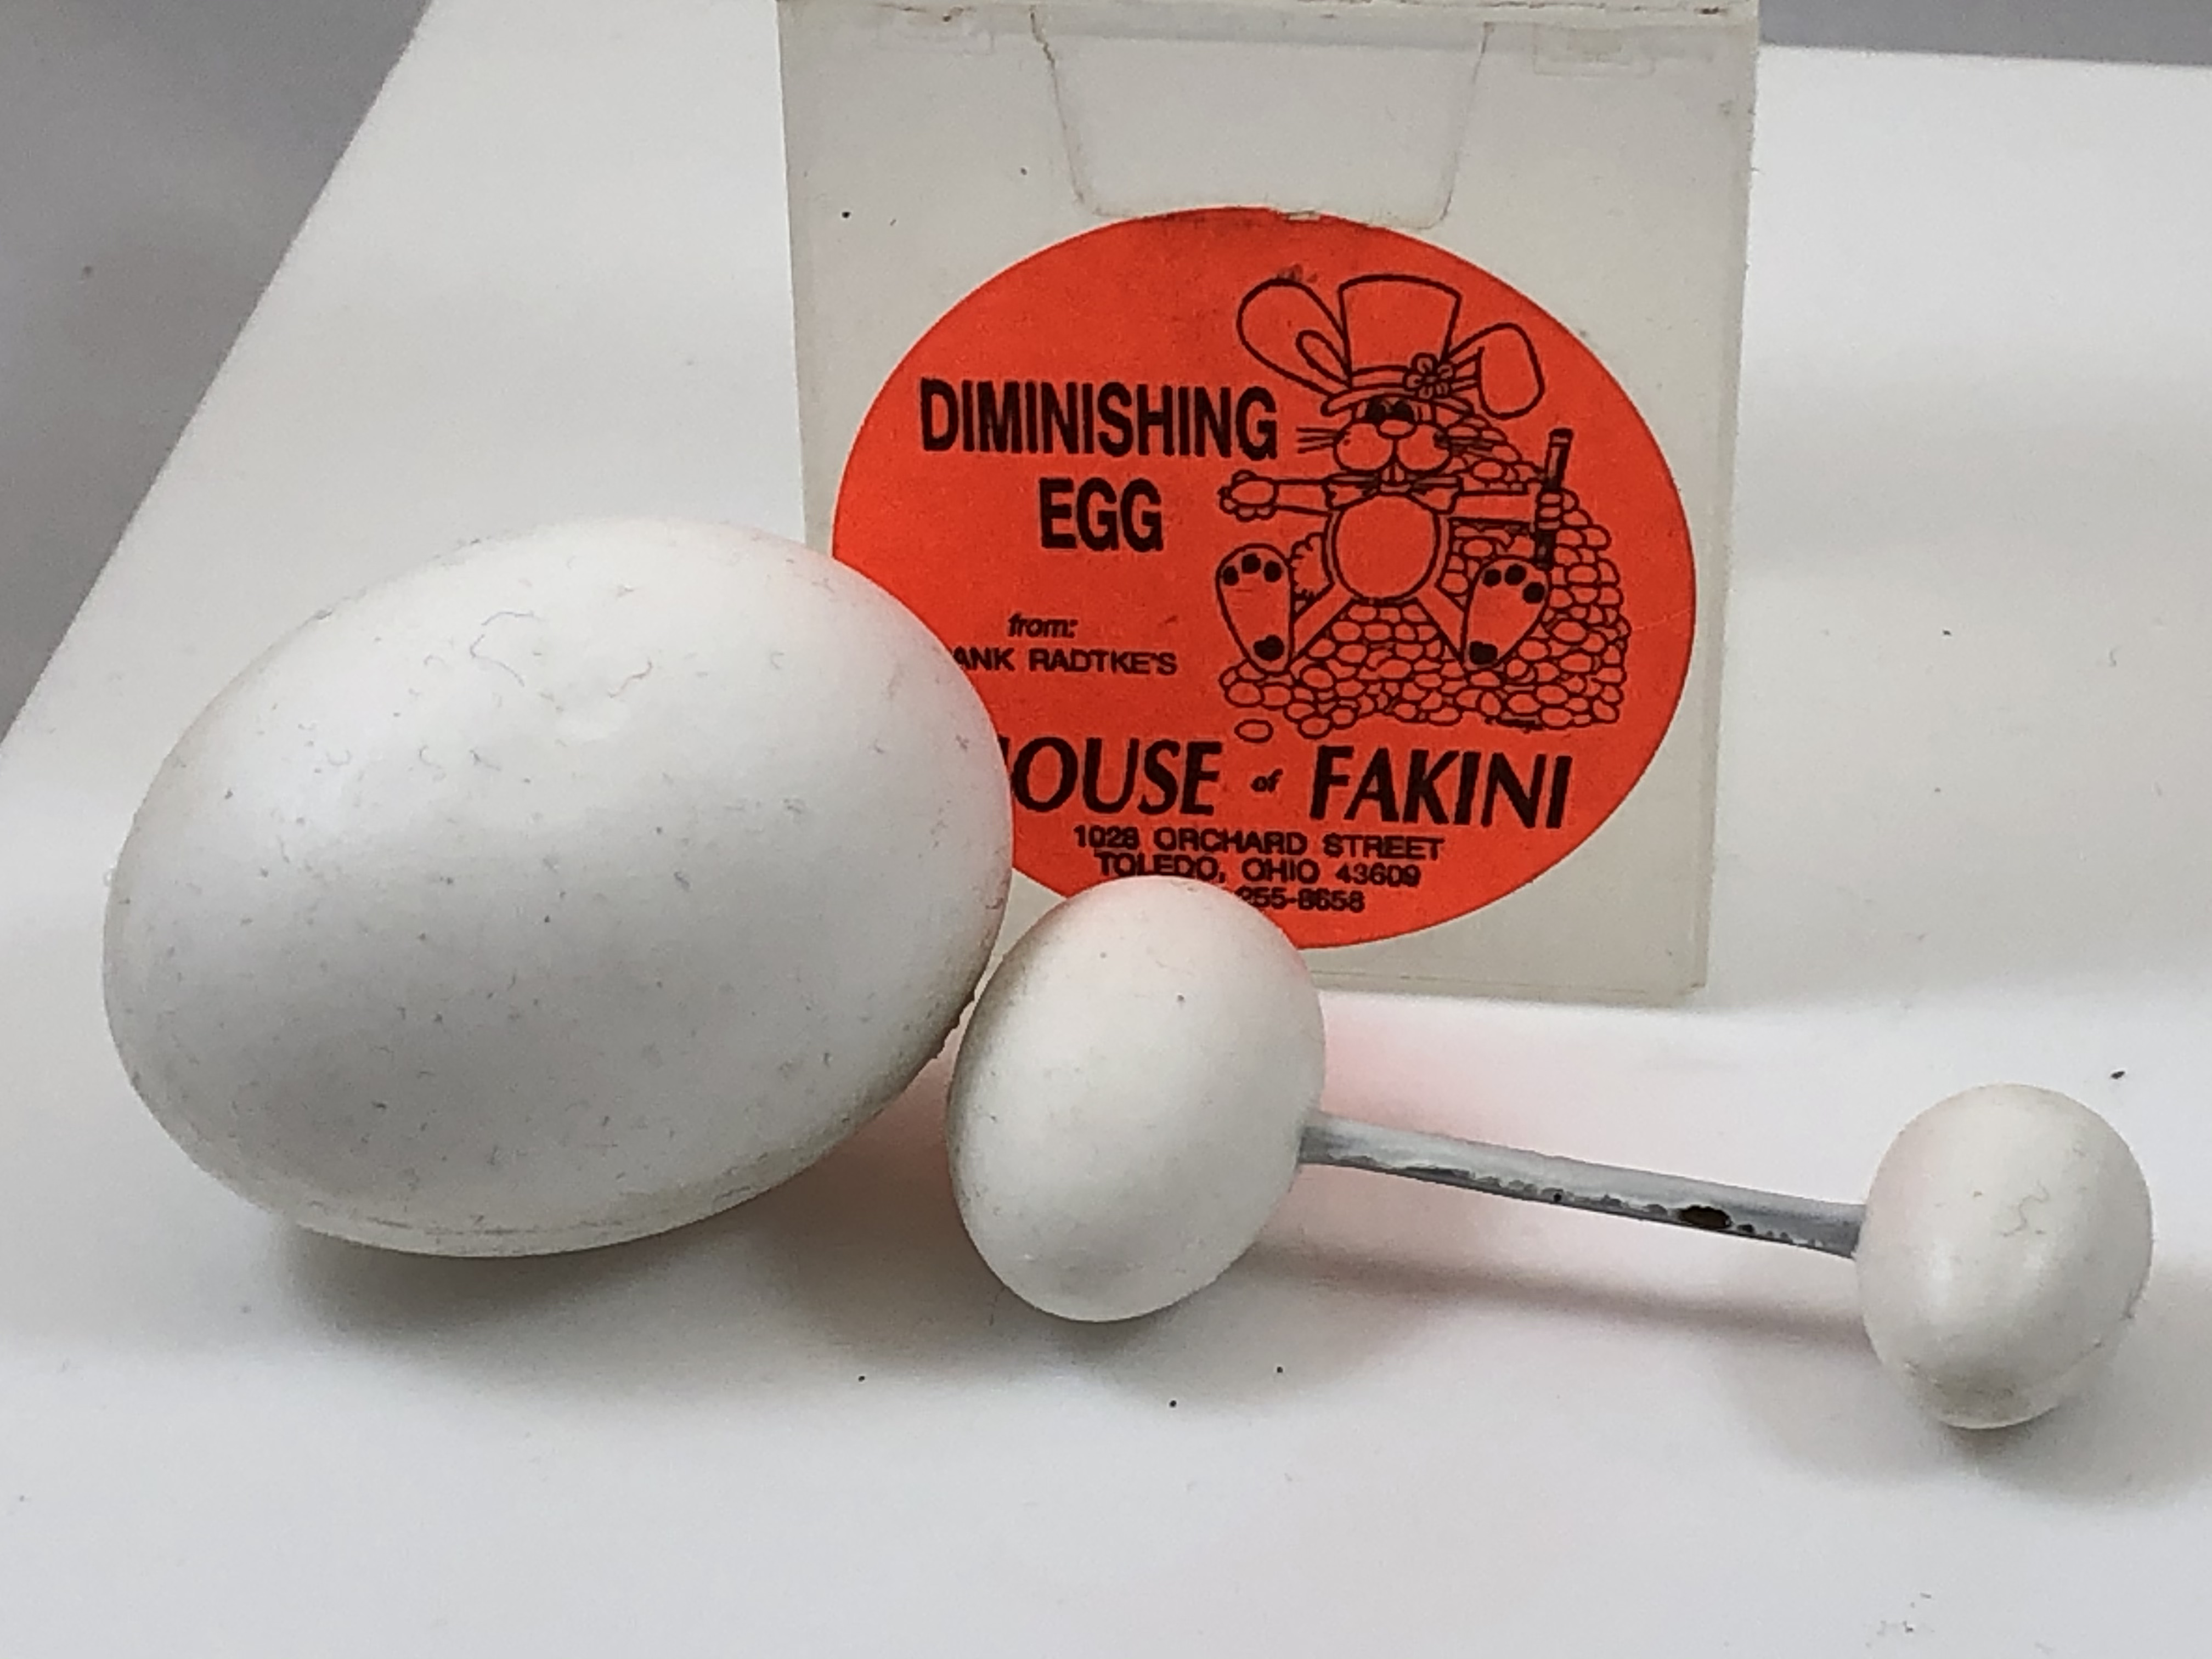 DIMINISHING
EGG
from:
ANK RADTKE'S
OUSE of FAKINI
1028 ORCHARD STREET
TOLEDO, OHIO 43609
255-8658